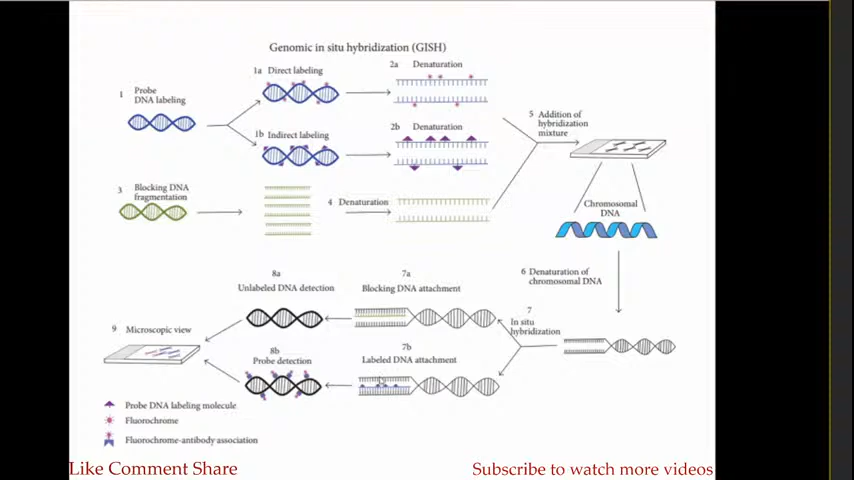 Genomic in situ hybridization (GISH)
1 Probe
DNA labeling
1a Direct labeling
2a Denaturation
1b Indirect labeling
2b Denaturation
3 Blocking DNA
fragmentation
4 Denaturation
5 Addition of
hybridization
mixture
Chromosomal
DNA
6 Denaturation of
chromosomal DNA
7
In situ
hybridization
7a
Blocking DNA attachment
8a
Unlabeled DNA detection
7b
Labeled DNA attachment
8b
Probe detection
9 Microscopic view
Probe DNA labeling molecule
Fluorochrome
Fluorochrome-antibody association
Like Comment Share
Subscribe to watch more videos